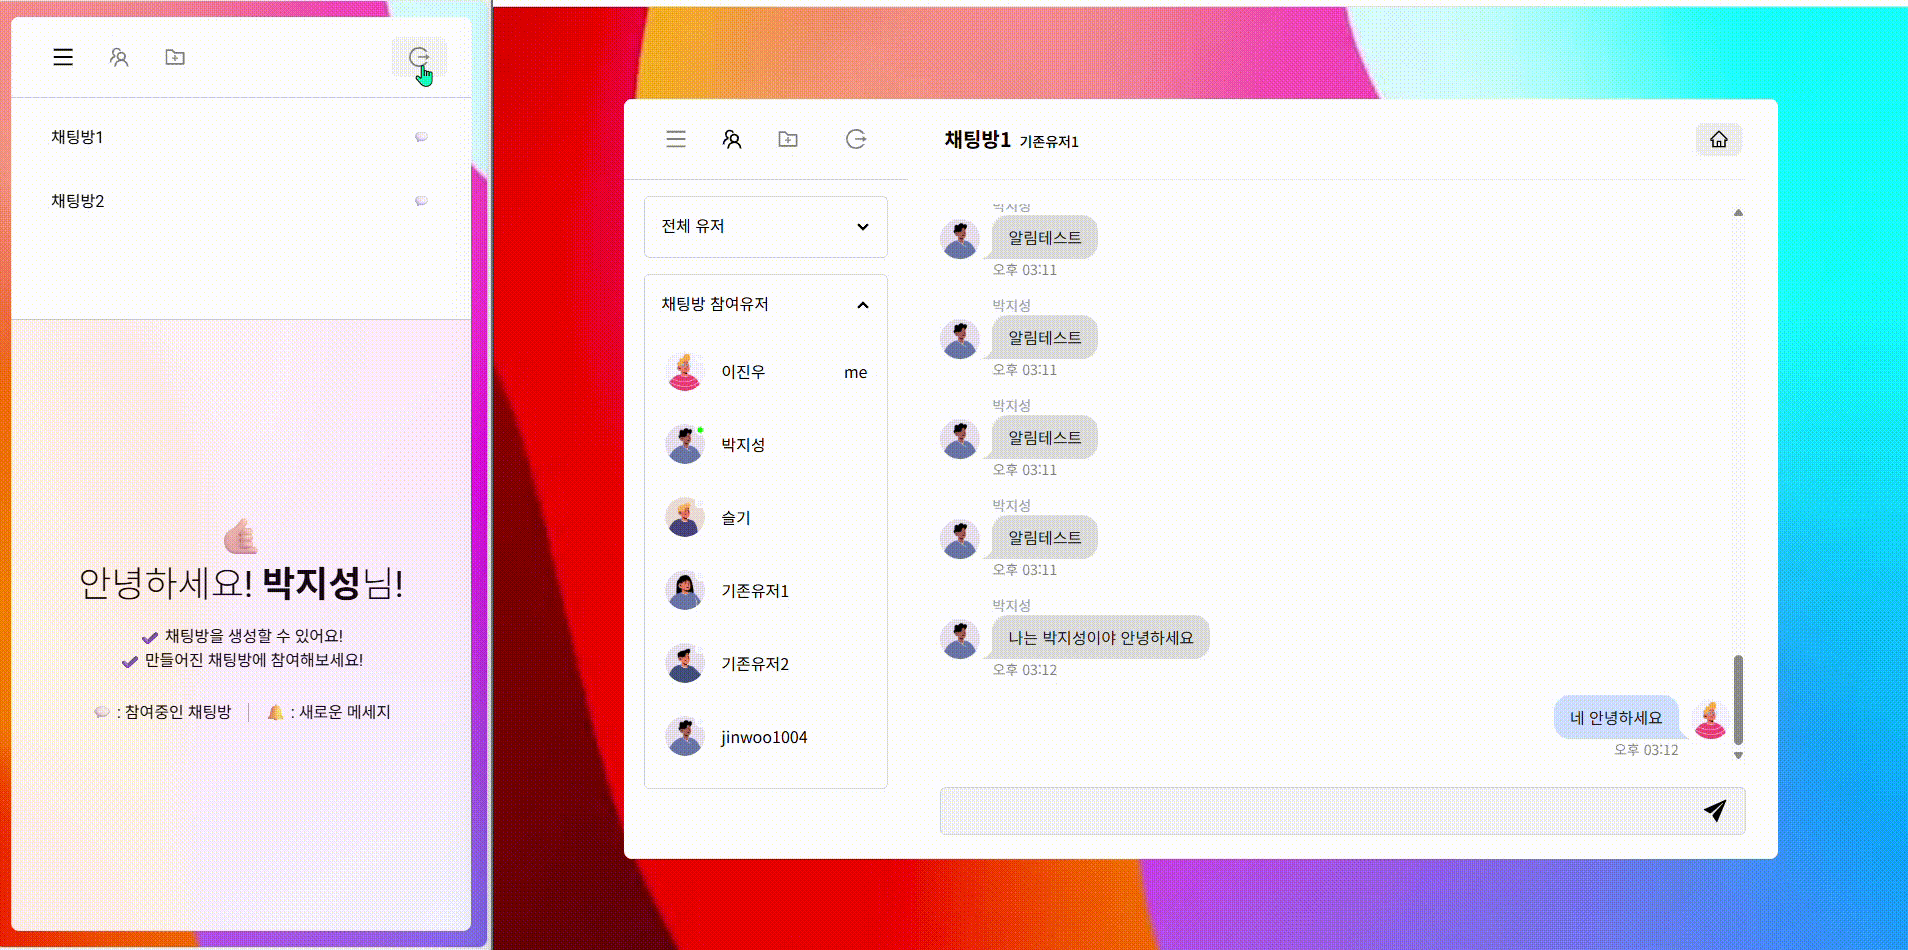 채팅방1
채팅방2
안녕하세요! 박지성님!
채팅방을 생성할 수 있어요!
만들어진 채팅방에 참여해보세요!
: 참여중인 채팅방
: 새로운 메세지
전체 유저
채팅방 참여유저
이진우 me
박지성
슬기
기존유저1
기존유저2
jinwoo1004
채팅방1 기존유저1
박지성
알림테스트
오후 03:11
박지성
알림테스트
오후 03:11
박지성
알림테스트
오후 03:11
박지성
알림테스트
오후 03:11
박지성
나는 박지성이야 안녕하세요
오후 03:12
네 안녕하세요
오후 03:12